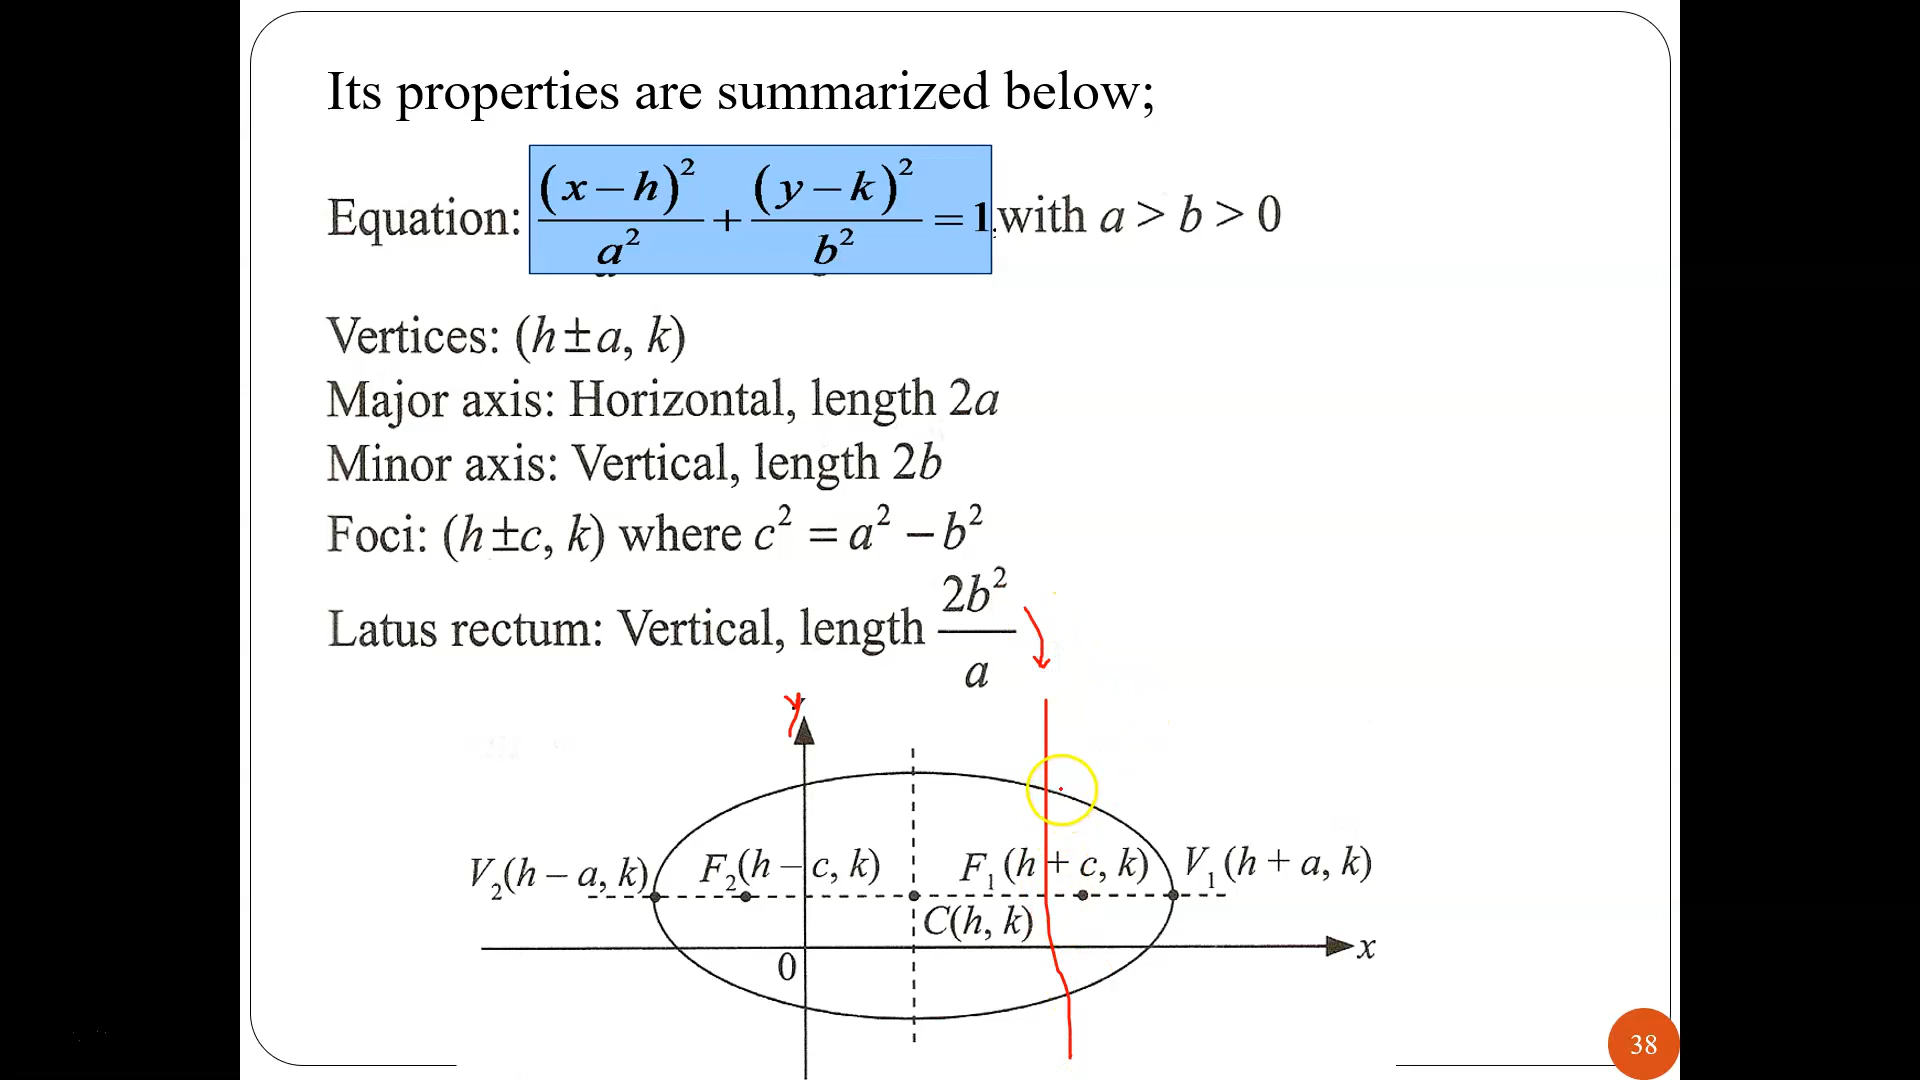 Its properties are summarized below;
Equation: (x – h)² / a² + (y – k)² / b² = 1 with a > b > 0
Vertices: (h ± a, k)
Major axis: Horizontal, length 2a
Minor axis: Vertical, length 2b
Foci: (h ± c, k) where c² = a² – b²
Latus rectum: Vertical, length 2b² / a
y
V₂(h – a, k) F₂(h – c, k) F₁(h + c, k) V₁(h + a, k)
C(h, k)
0 x
38